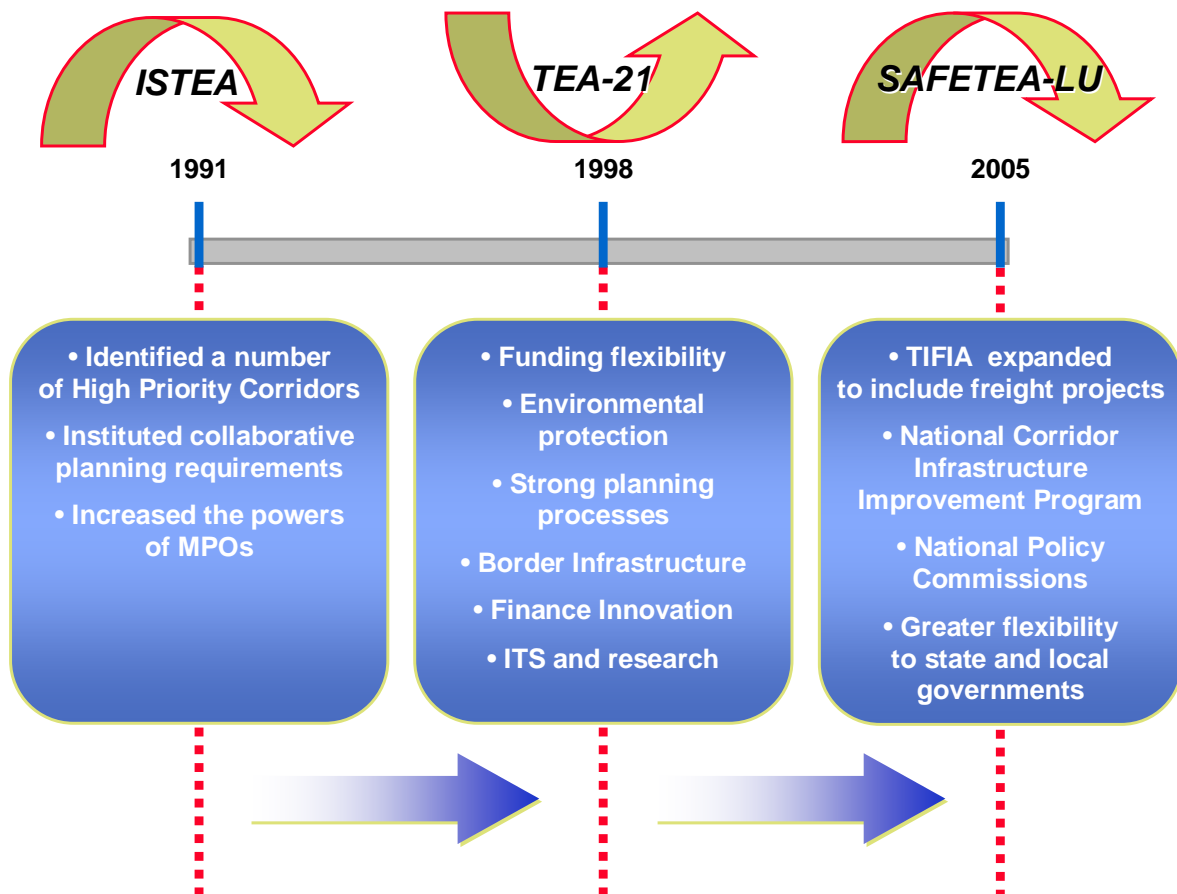 ISTEA
TEA-21
SAFETEA-LU
1991
1998
2005
• Identified a number
of High Priority Corridors
• Instituted collaborative
planning requirements
• Increased the powers
of MPOs
• Funding flexibility
• Environmental
protection
• Strong planning
processes
• Border Infrastructure
• Finance Innovation
• ITS and research
• TIFIA expanded
to include freight projects
• National Corridor
Infrastructure
Improvement Program
• National Policy
Commissions
• Greater flexibility
to state and local
governments